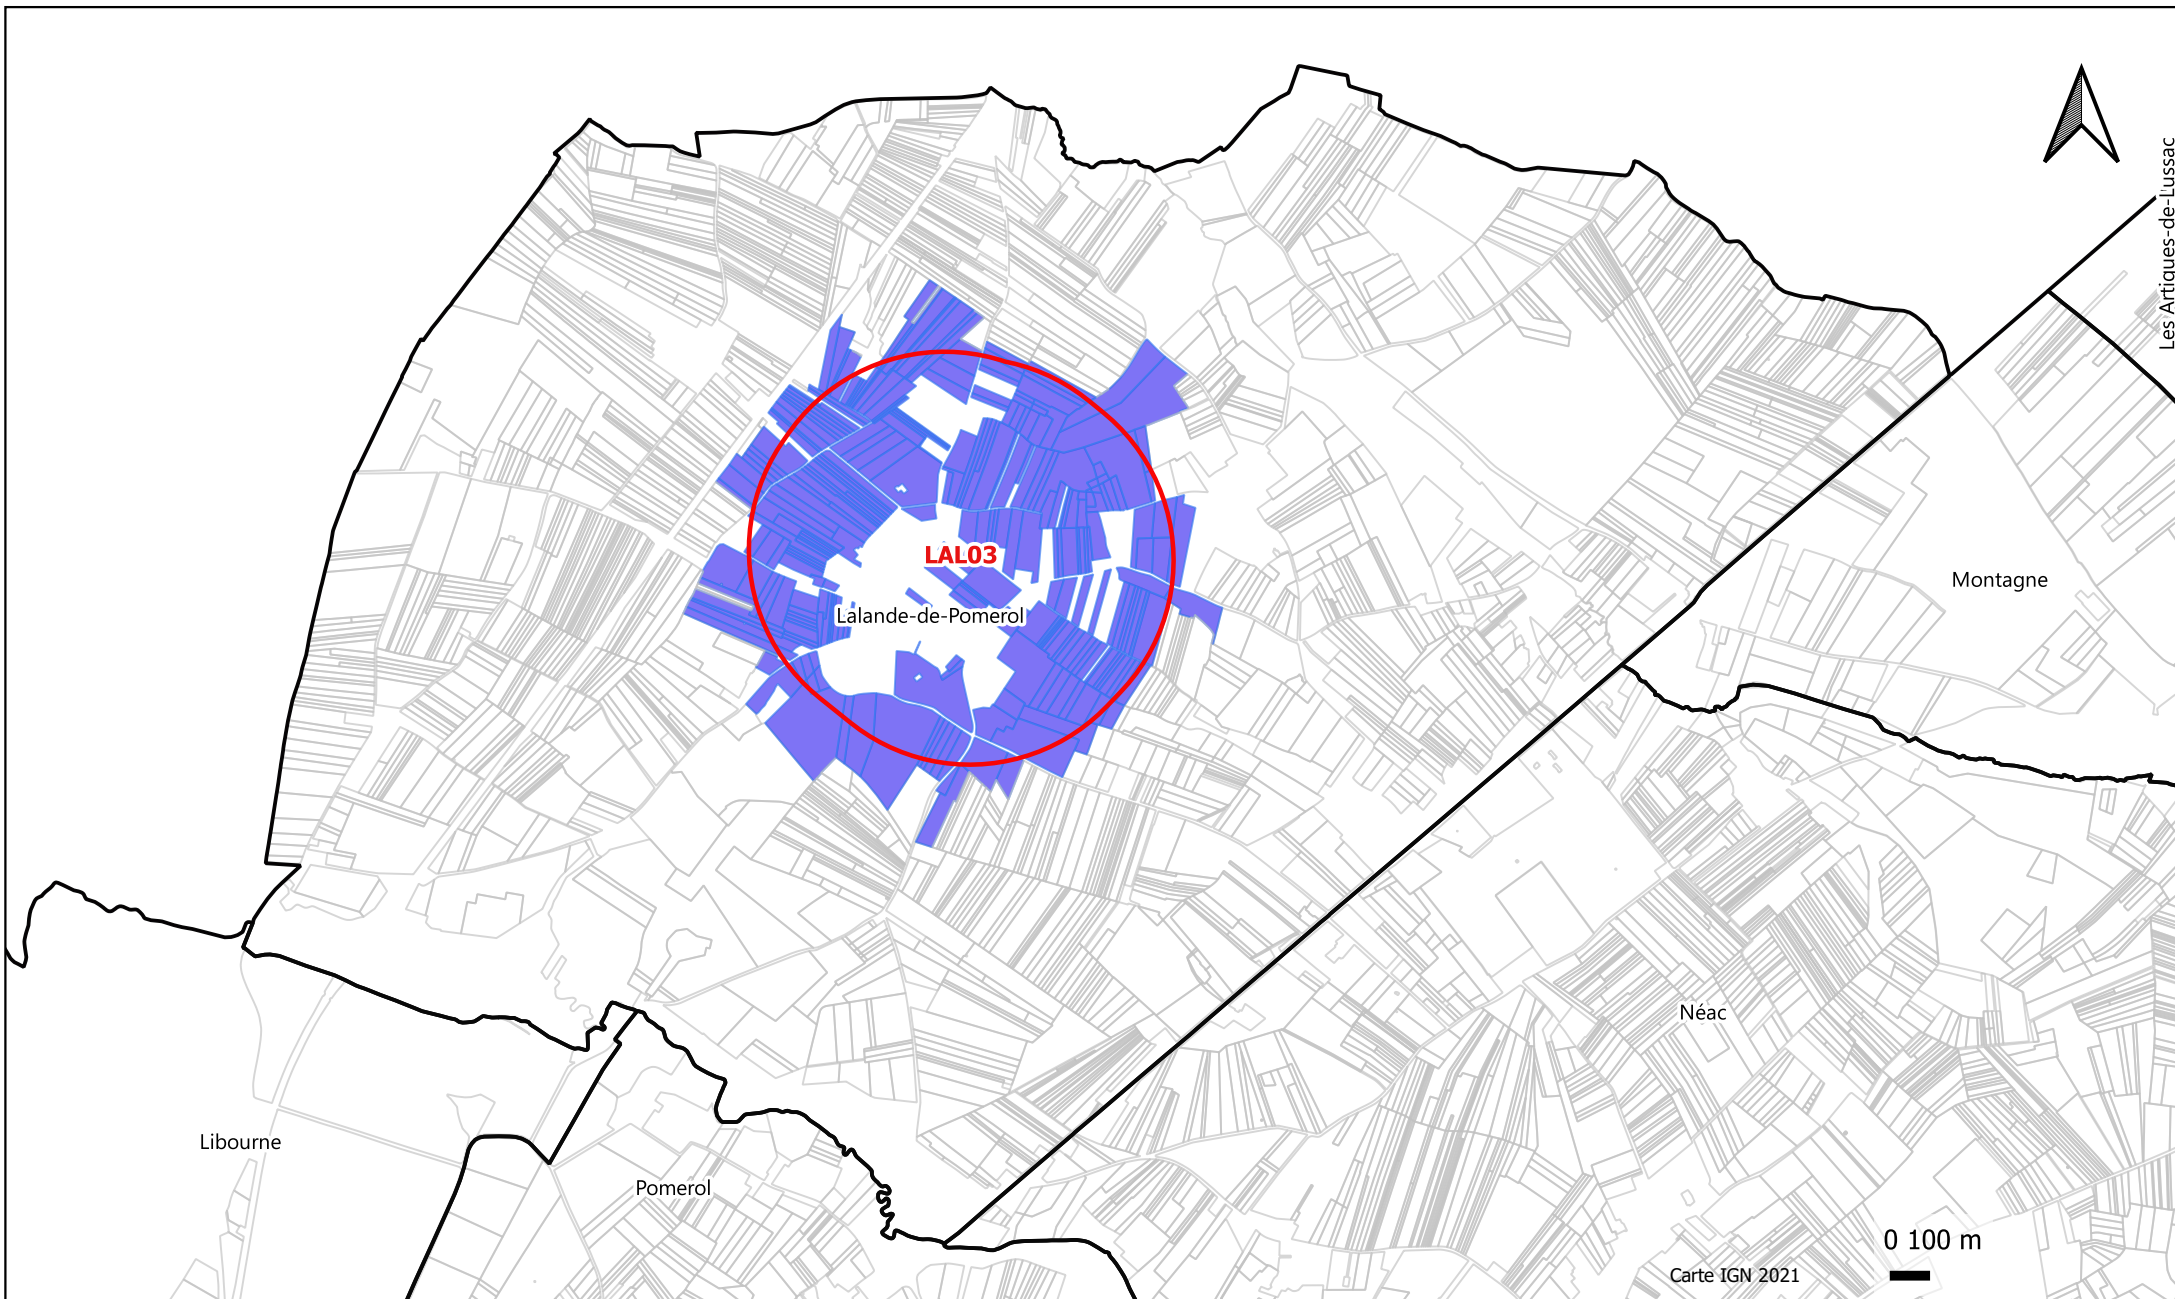 Les Artigues-de-Lussac
LAL03
Montagne
Lalande-de-Pomerol
Néac
Libourne
Pomerol
0 100 m
Carte IGN 2021